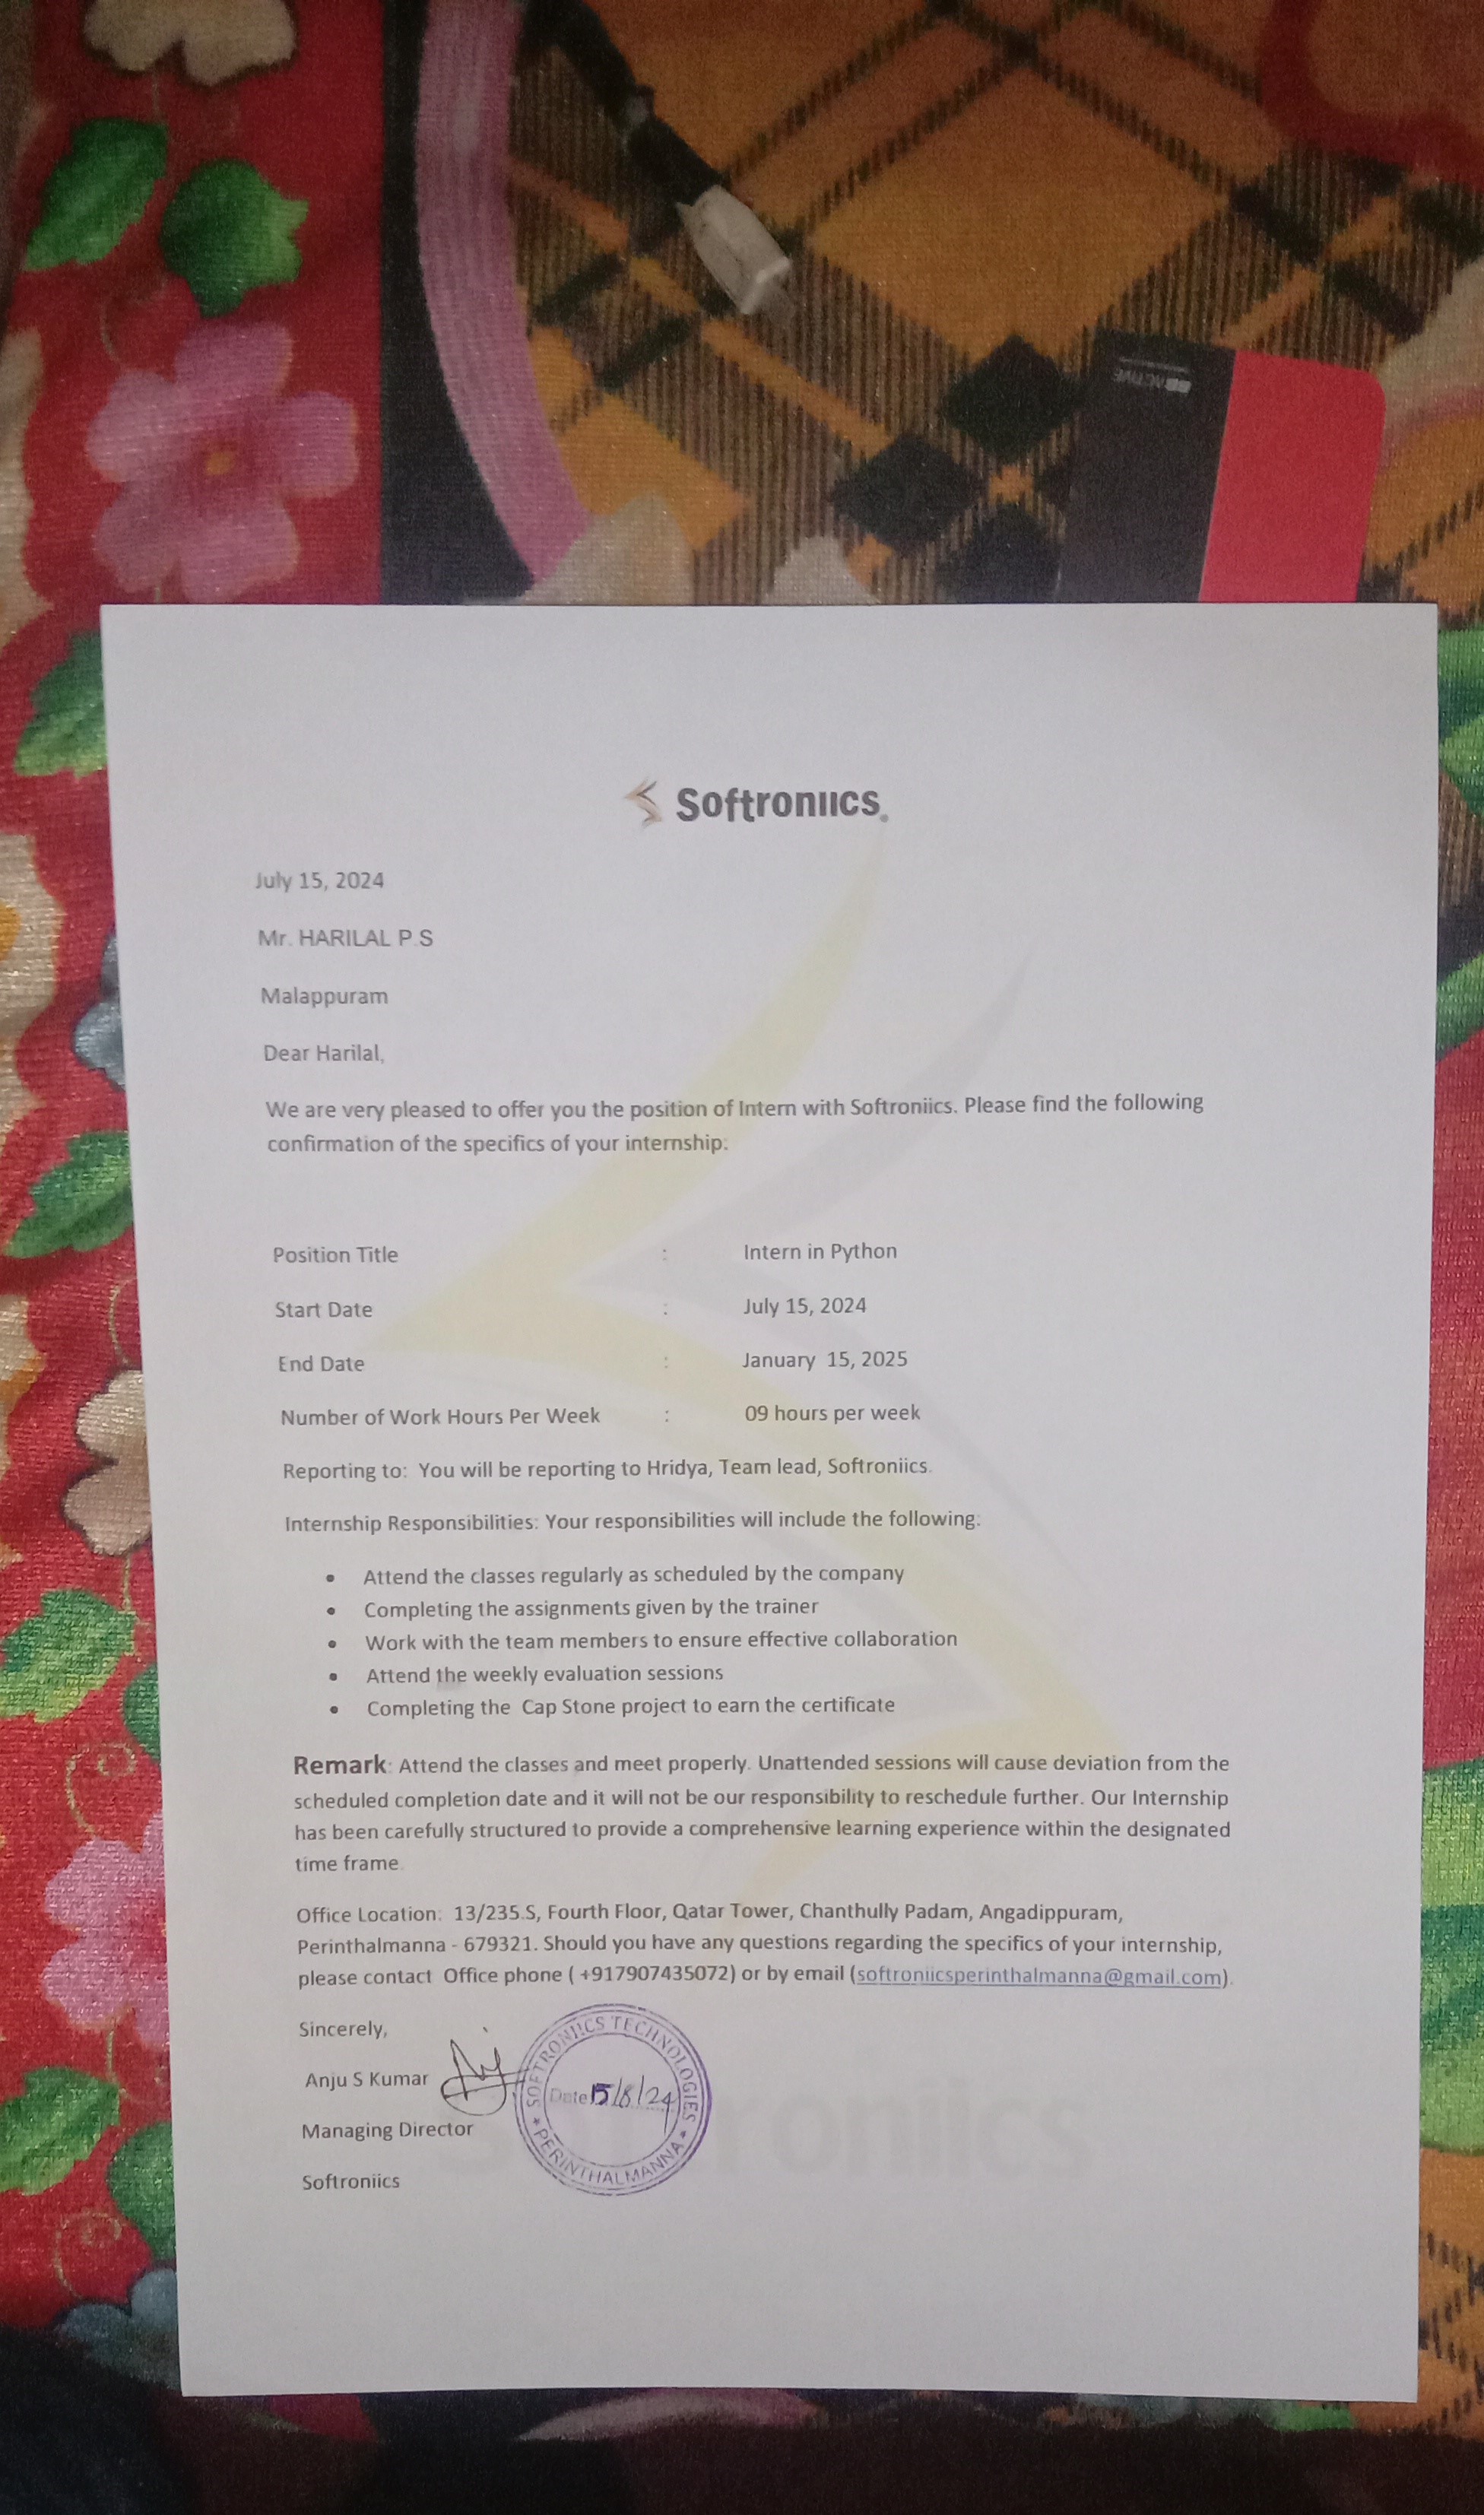 ACTIVE
Softroniics
July 15, 2024
Mr. HARILAL P.S
Malappuram
Dear Harilal,
We are very pleased to offer you the position of Intern with Softroniics. Please find the following
confirmation of the specifics of your internship:
Position Title : Intern in Python
Start Date : July 15, 2024
End Date : January 15, 2025
Number of Work Hours Per Week : 09 hours per week
Reporting to: You will be reporting to Hridya, Team lead, Softroniics.
Internship Responsibilities: Your responsibilities will include the following:
• Attend the classes regularly as scheduled by the company
• Completing the assignments given by the trainer
• Work with the team members to ensure effective collaboration
• Attend the weekly evaluation sessions
• Completing the Cap Stone project to earn the certificate
Remark: Attend the classes and meet properly. Unattended sessions will cause deviation from the
scheduled completion date and it will not be our responsibility to reschedule further. Our Internship
has been carefully structured to provide a comprehensive learning experience within the designated
time frame.
Office Location: 13/235.S, Fourth Floor, Qatar Tower, Chanthully Padam, Angadippuram,
Perinthalmanna - 679321. Should you have any questions regarding the specifics of your internship,
please contact Office phone ( +917907435072) or by email (softroniicsperinthalmanna@gmail.com).
Sincerely,
Anju S Kumar
SOFTRONIICS TECHNOLOGIES
Date 15/8/24
PERINTHALMANNA
Managing Director
Softroniics